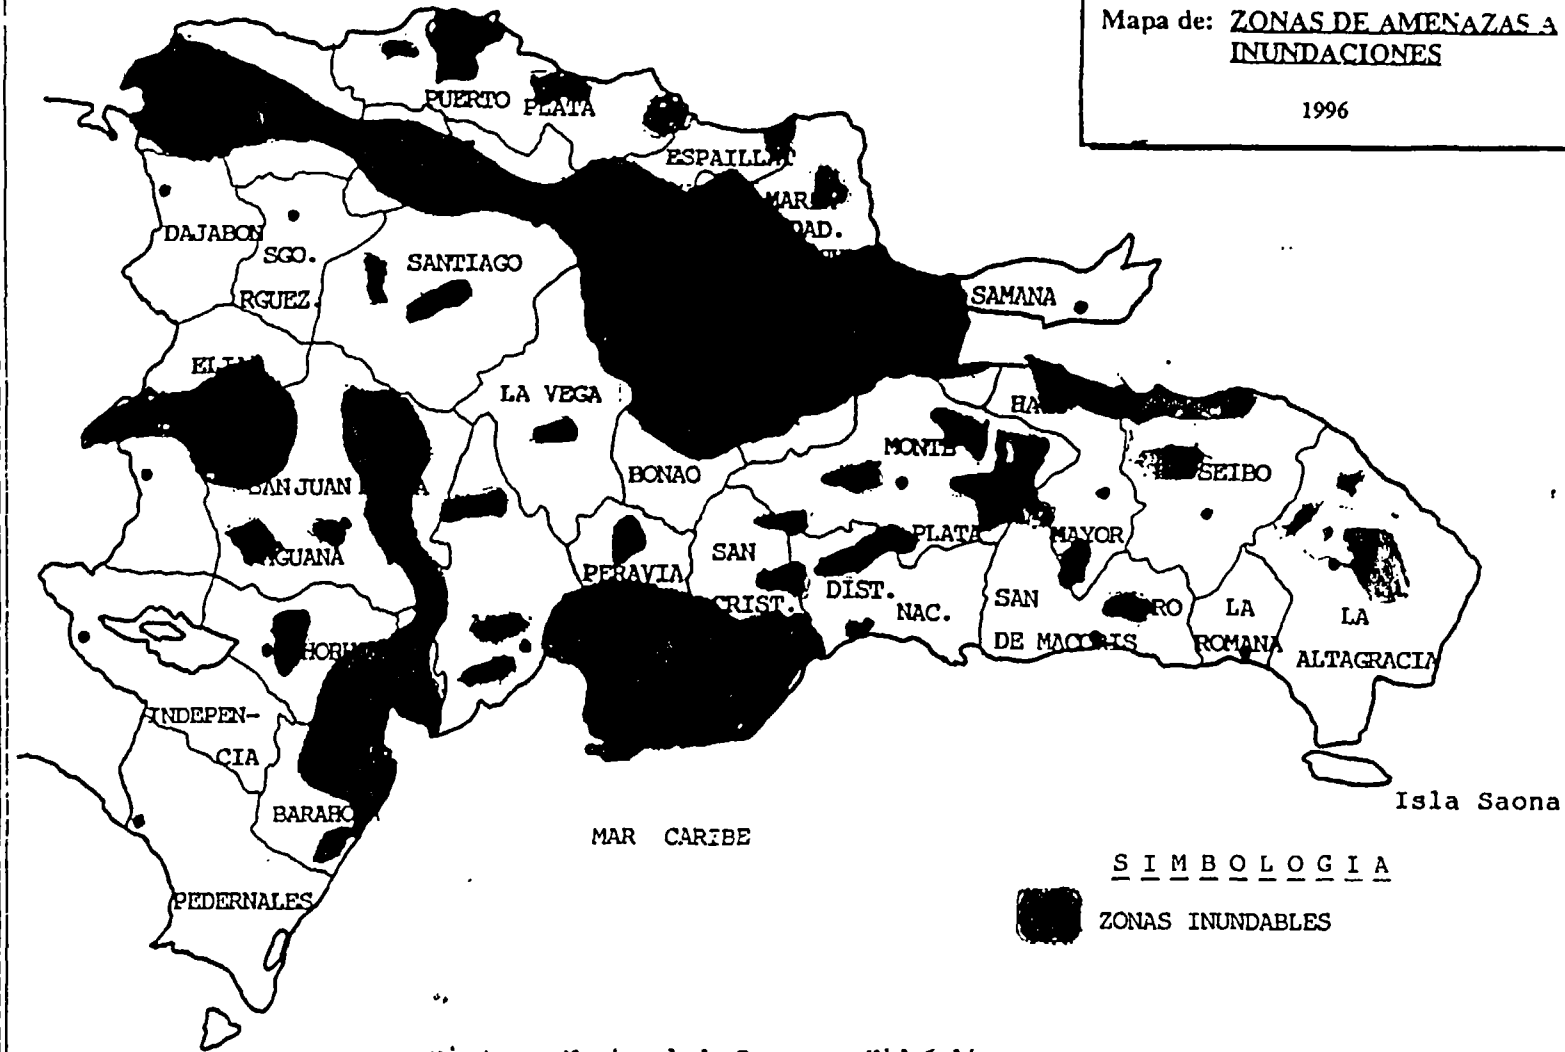 Mapa de: ZONAS DE AMENAZAS A
INUNDACIONES
1996
PUERTO PLATA
ESPAILLAT
DAJABON
SGO.
RGUEZ.
SANTIAGO
DAD.
SAMANA
LA VEGA
BONAO
MONTE
PLATA
SEIBO
MAYOR
SAN JUAN
PERAVIA
SAN
CRIST.
DIST.
NAC.
SAN
DE MACORIS
LA
ROMANA
LA
ALTAGRACIA
INDEPEN-
CIA
PEDERNALES
Isla Saona
MAR CARIBE
SIMBOLOGIA
ZONAS INUNDABLES